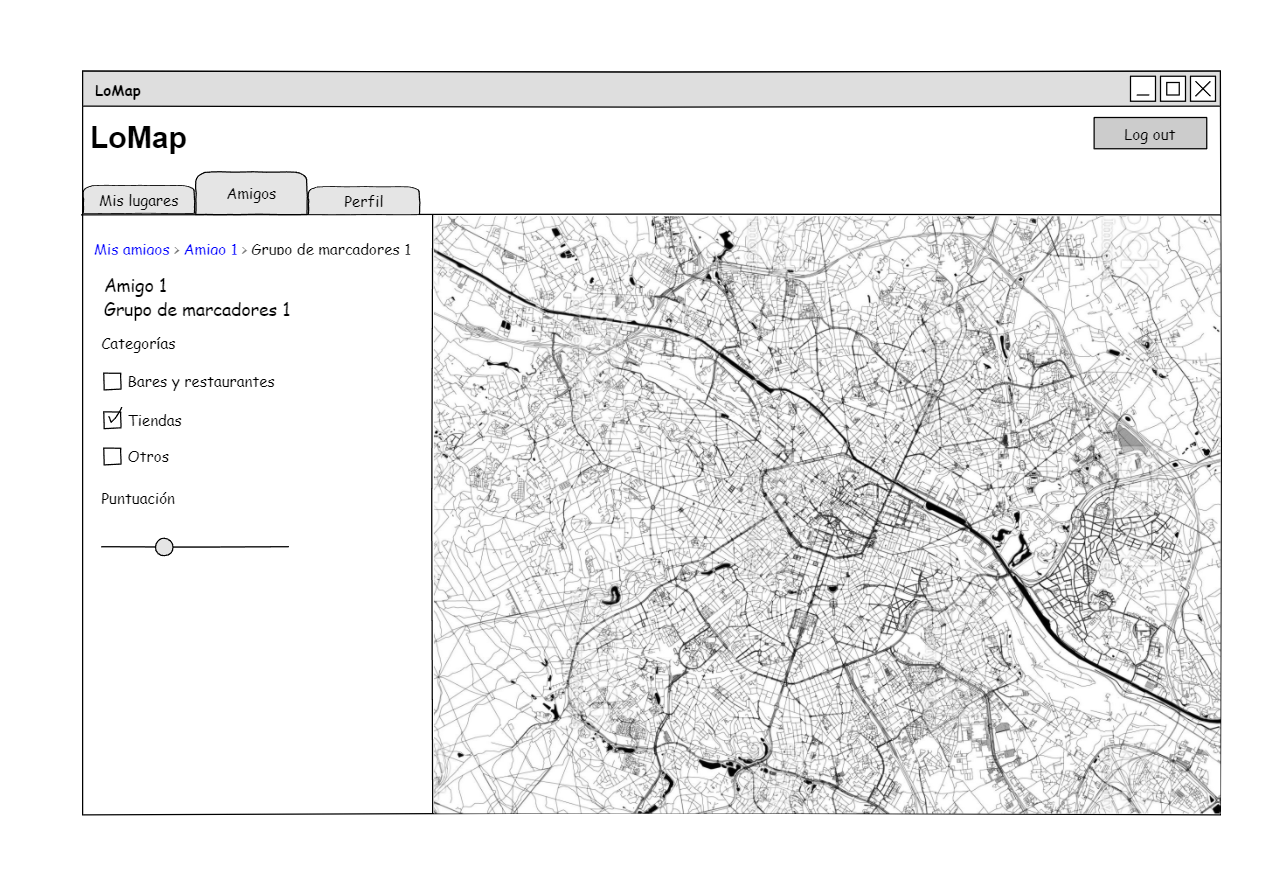 LoMap
LoMap
Log out
Mis lugares
Amigos
Perfil
Mis amigos > Amigo 1 > Grupo de marcadores 1
Amigo 1
Grupo de marcadores 1
Categorías
Bares y restaurantes
Tiendas
Otros
Puntuación